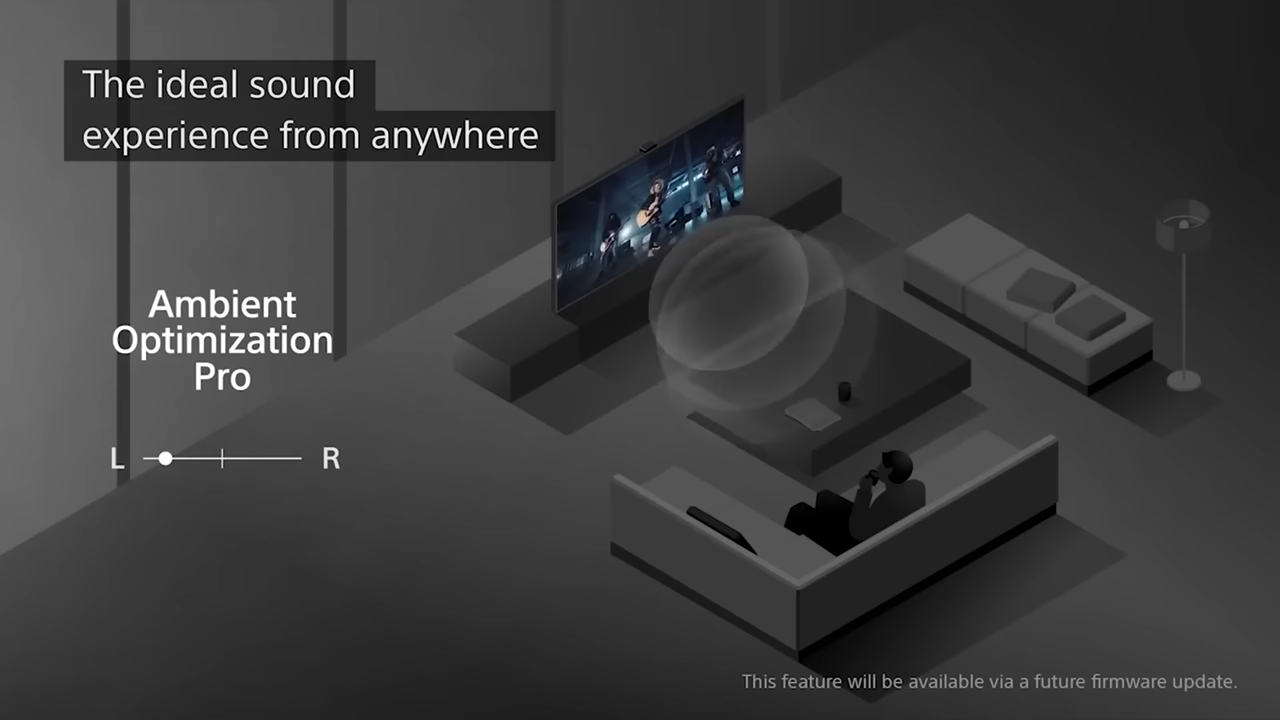 The ideal sound
experience from anywhere
Ambient
Optimization
Pro
L R
This feature will be available via a future firmware update.